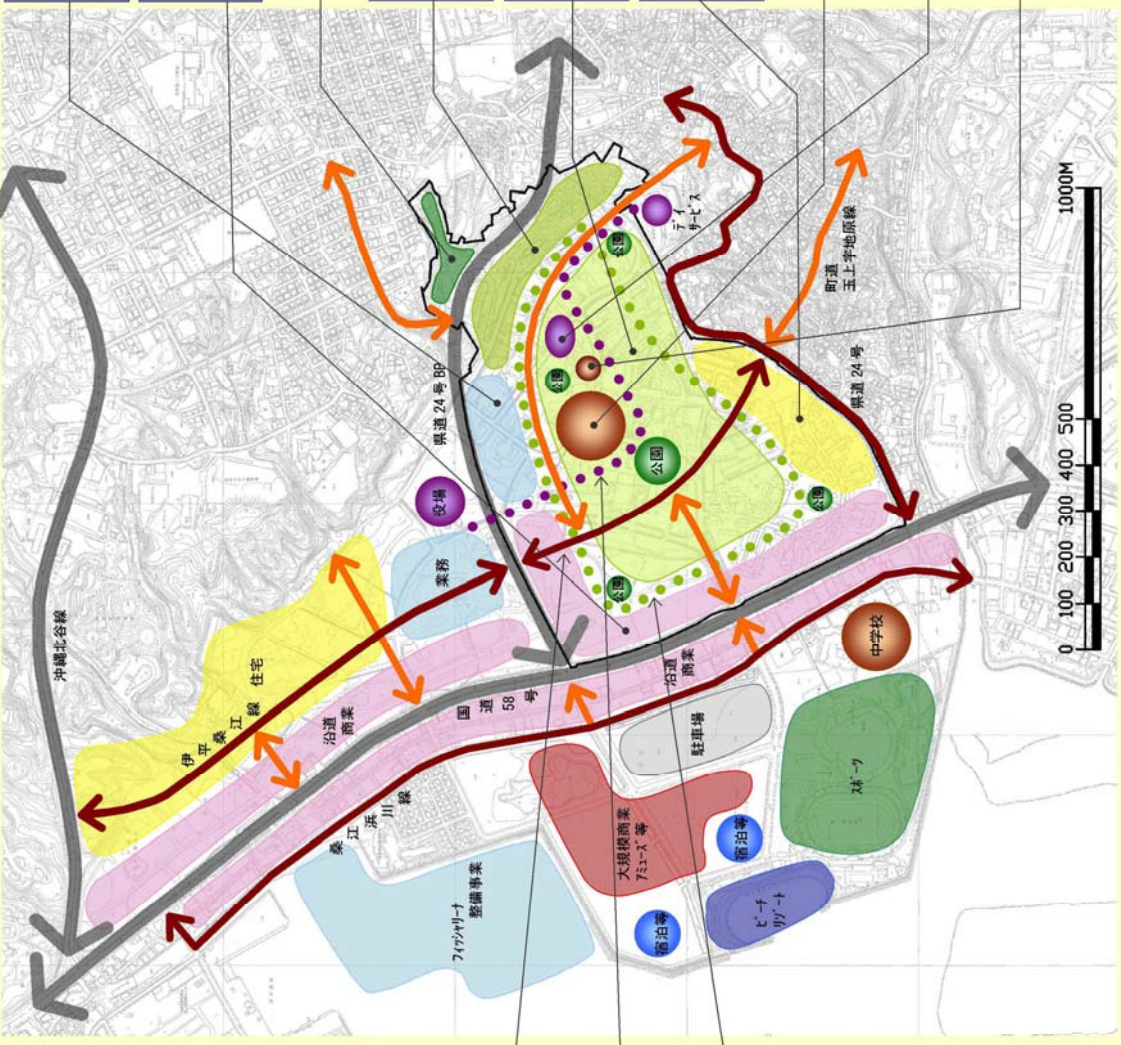 沖縄北谷線
伊平桑江線
住宅
沿道
商業
業務
役場
県道24号BP
国道58号
桑江浜川線
フィッシャリーナ
整備事業
大規模商業
アミューズ等
宿泊等
宿泊等
ビーチ
リゾート
スポーツ
駐車場
沿道
商業
中学校
公園
公園
公園
公園
公園
デイ
サービス
町道
玉上宇地原線
県道24号
0 100 200 300 400 500 1000M